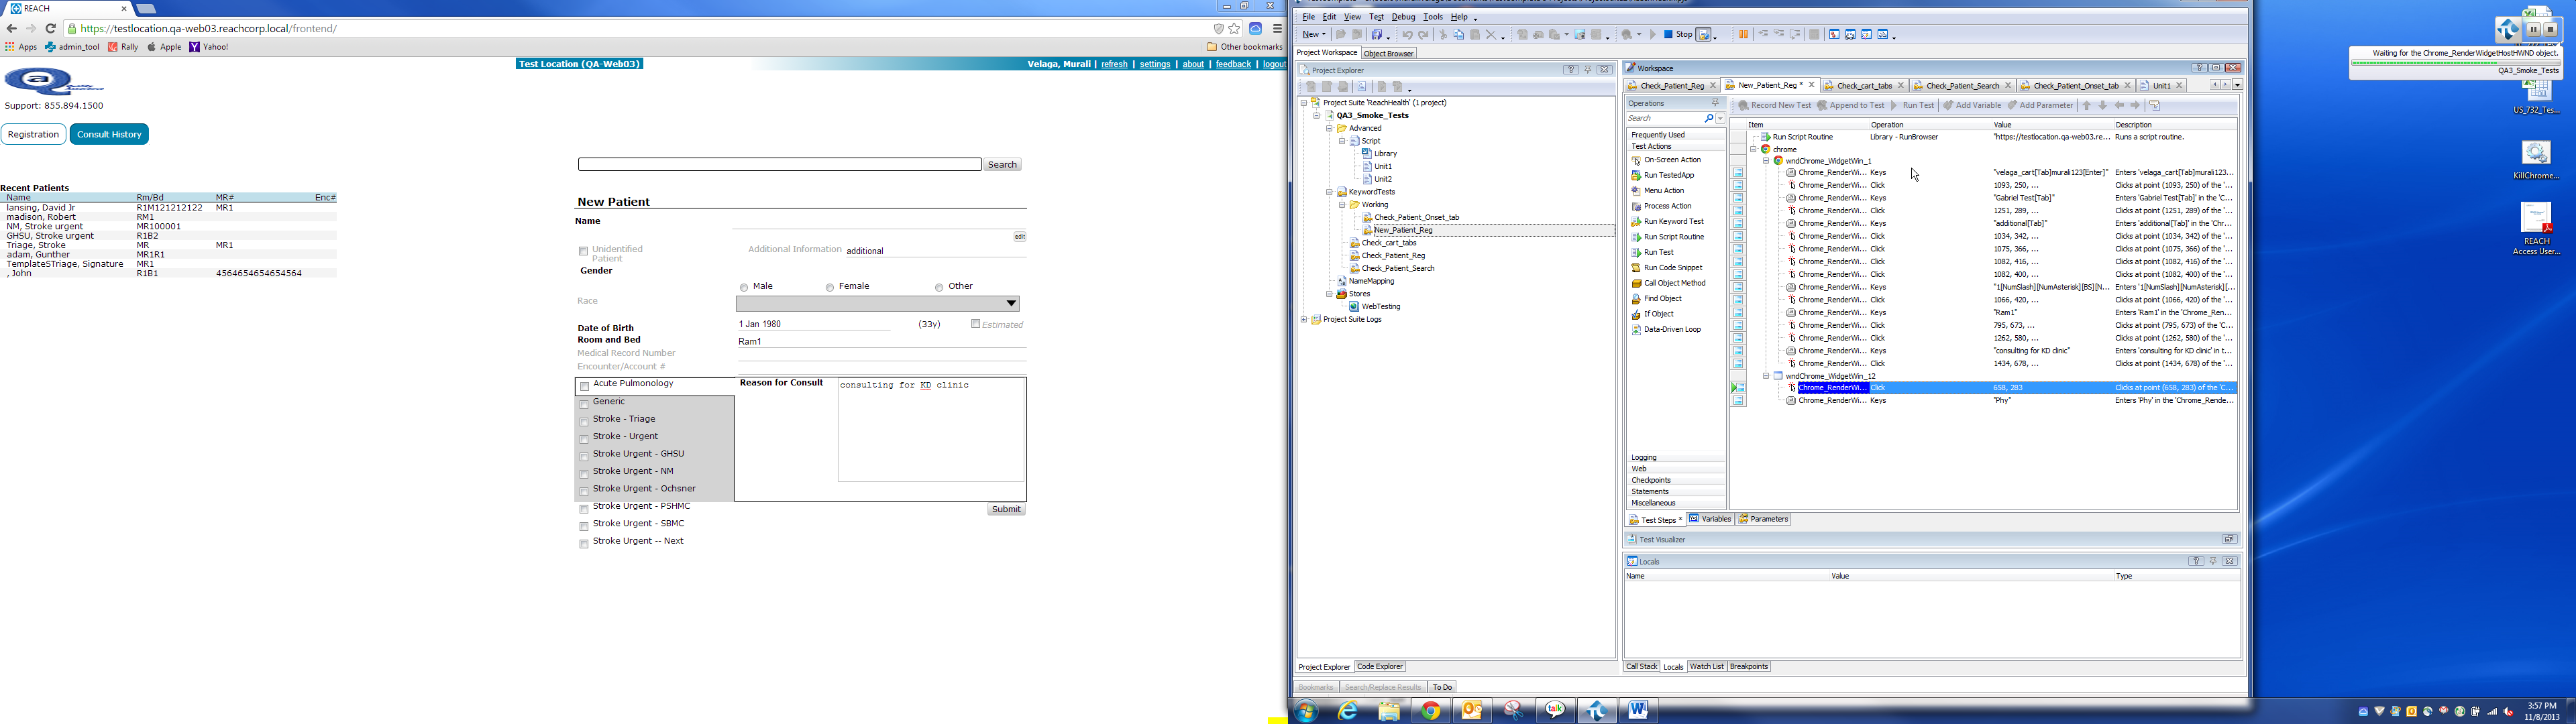 REACH
https://testlocation.qa-web03.reachcorp.local/frontend/
Apps admin_tool Rally Apple Yahoo! Other bookmarks
Test Location (QA-Web03) Velaga, Murali | refresh | settings | about | feedback | logout
Support: 855.894.1500
Registration Consult History
Search
Recent Patients
Name Rm/Bd MR# Enc#
lansing, David Jr R1M121212122 MR1
madison, Robert RM1
NM, Stroke urgent MR100001
GHSU, Stroke urgent R1B2
Triage, Stroke MR MR1
adam, Gunther MR1R1
TemplateSTriage, Signature MR1
, John R1B1 4564654654654564
New Patient
Name
edit
Unidentified Patient Additional Information additional
Gender
Male Female Other
Race
Date of Birth 1 Jan 1980 (33y) Estimated
Room and Bed Ram1
Medical Record Number
Encounter/Account #
Acute Pulmonology Reason for Consult consulting for KD clinic
Generic
Stroke - Triage
Stroke - Urgent
Stroke Urgent - GHSU
Stroke Urgent - NM
Stroke Urgent - Ochsner
Stroke Urgent - PSHMC
Submit
Stroke Urgent - SBMC
Stroke Urgent -- Next
File Edit View Test Debug Tools Help
New Stop
Project Workspace Object Browser
Project Explorer
Project Suite 'ReachHealth' (1 project)
QA3_Smoke_Tests
Advanced
Script
Library
Unit1
Unit2
KeywordTests
Working
Check_Patient_Onset_tab
New_Patient_Reg
Check_cart_tabs
Check_Patient_Reg
Check_Patient_Search
NameMapping
Stores
WebTesting
Project Suite Logs
Project Explorer Code Explorer
Bookmarks Search/Replace Results To Do
Workspace
Check_Patient_Reg New_Patient_Reg * Check_cart_tabs Check_Patient_Search Check_Patient_Onset_tab Unit1
Operations
Search
Frequently Used
Test Actions
On-Screen Action
Run TestedApp
Menu Action
Process Action
Run Keyword Test
Run Script Routine
Run Test
Run Code Snippet
Call Object Method
Find Object
If Object
Data-Driven Loop
Logging
Web
Checkpoints
Statements
Miscellaneous
Record New Test Append to Test Run Test Add Variable Add Parameter
Item Operation Value Description
Run Script Routine Library - RunBrowser "https://testlocation.qa-web03.re... Runs a script routine.
chrome
wndChrome_WidgetWin_1
Chrome_RenderWi... Keys "velaga_cart[Tab]murali123[Enter]" Enters 'velaga_cart[Tab]murali123...
Chrome_RenderWi... Click 1093, 250, ... Clicks at point (1093, 250) of the '...
Chrome_RenderWi... Keys "Gabriel Test[Tab]" Enters 'Gabriel Test[Tab]' in the 'C...
Chrome_RenderWi... Click 1251, 289, ... Clicks at point (1251, 289) of the '...
Chrome_RenderWi... Keys "additional[Tab]" Enters 'additional[Tab]' in the 'Chr...
Chrome_RenderWi... Click 1034, 342, ... Clicks at point (1034, 342) of the '...
Chrome_RenderWi... Click 1075, 366, ... Clicks at point (1075, 366) of the '...
Chrome_RenderWi... Click 1082, 416, ... Clicks at point (1082, 416) of the '...
Chrome_RenderWi... Click 1082, 400, ... Clicks at point (1082, 400) of the '...
Chrome_RenderWi... Keys "1[NumSlash][NumAsterisk][BS][N... Enters '1[NumSlash][NumAsterisk][...
Chrome_RenderWi... Click 1066, 420, ... Clicks at point (1066, 420) of the '...
Chrome_RenderWi... Keys "Ram1" Enters 'Ram1' in the 'Chrome_Ren...
Chrome_RenderWi... Click 795, 673, ... Clicks at point (795, 673) of the 'C...
Chrome_RenderWi... Click 1262, 580, ... Clicks at point (1262, 580) of the '...
Chrome_RenderWi... Keys "consulting for KD clinic" Enters 'consulting for KD clinic' in t...
Chrome_RenderWi... Click 1434, 678, ... Clicks at point (1434, 678) of the '...
wndChrome_WidgetWin_12
Chrome_RenderWi... Click 658, 283 Clicks at point (658, 283) of the 'C...
Chrome_RenderWi... Keys "Phy" Enters 'Phy' in the 'Chrome_Rende...
Test Steps * Variables Parameters
Test Visualizer
Locals
Name Value Type
Call Stack Locals Watch List Breakpoints
Waiting for the Chrome_RenderWidgetHostHWND object.
QA3_Smoke_Tests
US_732_Tes...
KillChrome...
REACH
Access User...
talk
3:57 PM
11/8/2013